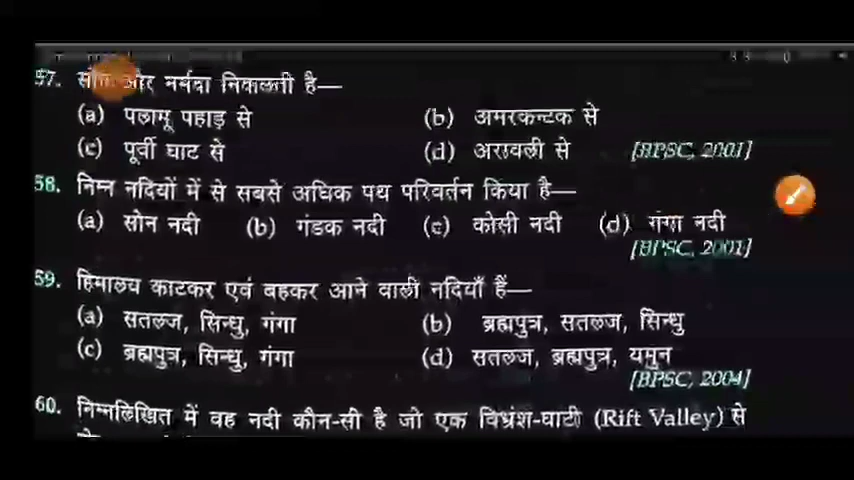 57. और नर्मदा निकलती है—
(a) पलामू पहाड़ से (b) अमरकन्टक से
(c) पूर्वी घाट से (d) अरावली से [BPSC, 2001]
58. निम्न नदियों में से सबसे अधिक पथ परिवर्तन किया है—
(a) सोन नदी (b) गंडक नदी (c) कोसी नदी (d) गंगा नदी
[BPSC, 2001]
59. हिमालय काटकर एवं बहकर आने वाली नदियाँ हैं—
(a) सतलज, सिन्धु, गंगा (b) ब्रह्मपुत्र, सतलज, सिन्धु
(c) ब्रह्मपुत्र, सिन्धु, गंगा (d) सतलज, ब्रह्मपुत्र, यमुन
[BPSC, 2004]
60. निम्नलिखित में वह नदी कौन-सी है जो एक विभ्रंश-घाटी (Rift Valley) से